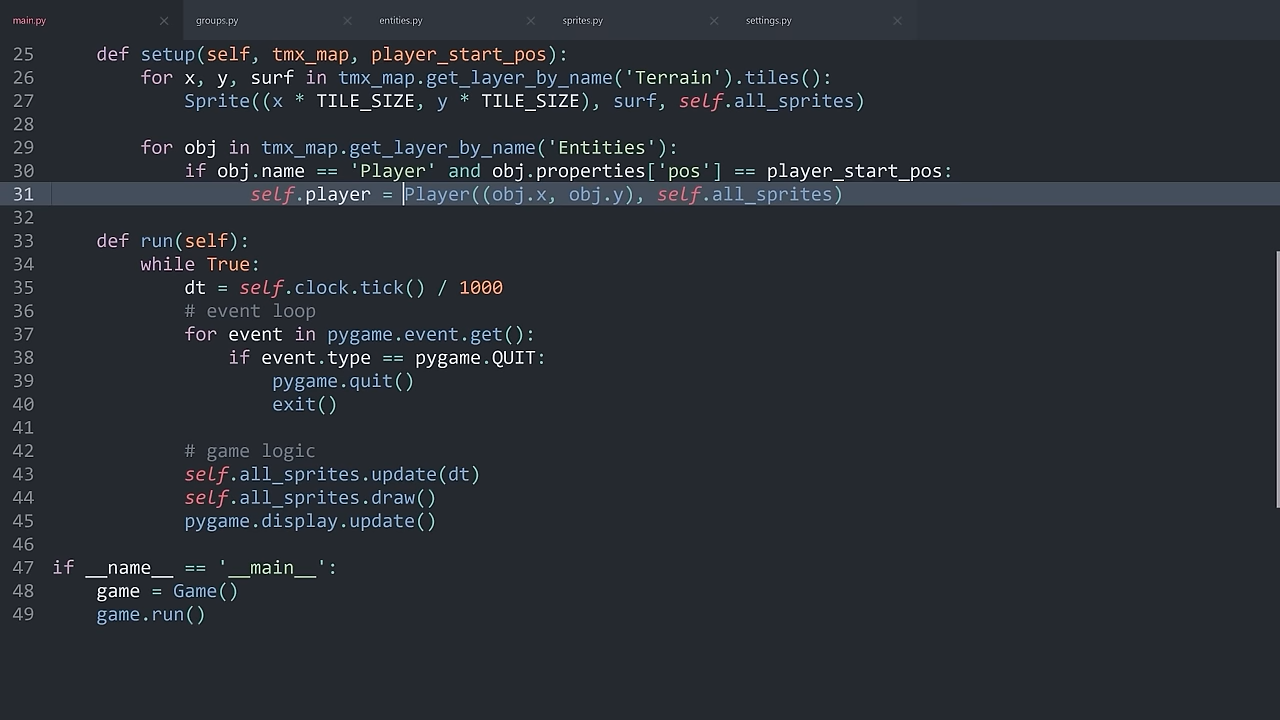 main.py groups.py entities.py sprites.py settings.py
25 def setup(self, tmx_map, player_start_pos):
26 for x, y, surf in tmx_map.get_layer_by_name('Terrain').tiles():
27 Sprite((x * TILE_SIZE, y * TILE_SIZE), surf, self.all_sprites)
28
29 for obj in tmx_map.get_layer_by_name('Entities'):
30 if obj.name == 'Player' and obj.properties['pos'] == player_start_pos:
31 self.player = Player((obj.x, obj.y), self.all_sprites)
32
33 def run(self):
34 while True:
35 dt = self.clock.tick() / 1000
36 # event loop
37 for event in pygame.event.get():
38 if event.type == pygame.QUIT:
39 pygame.quit()
40 exit()
41
42 # game logic
43 self.all_sprites.update(dt)
44 self.all_sprites.draw()
45 pygame.display.update()
46
47 if __name__ == '__main__':
48 game = Game()
49 game.run()